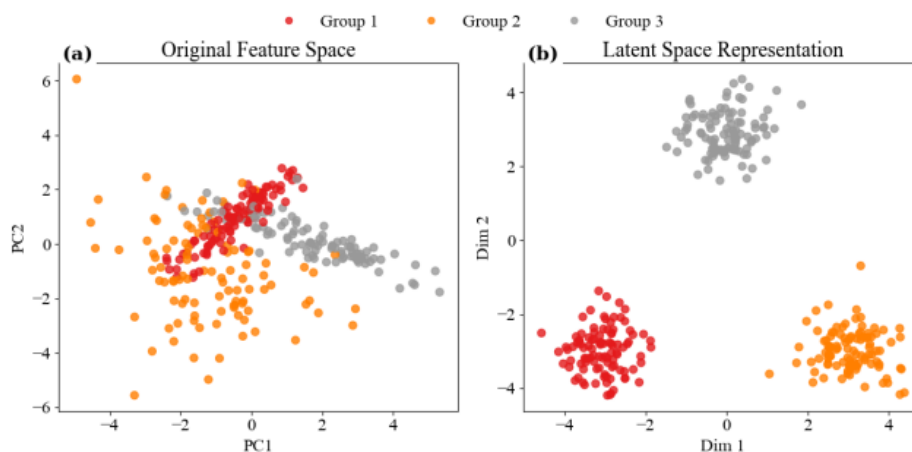 Group 1 Group 2 Group 3
(a) Original Feature Space
(b) Latent Space Representation
6
4
2
0
−2
−4
−6
PC2
−4 −2 0 2 4
PC1
4
2
0
−2
−4
Dim 2
−4 −2 0 2 4
Dim 1